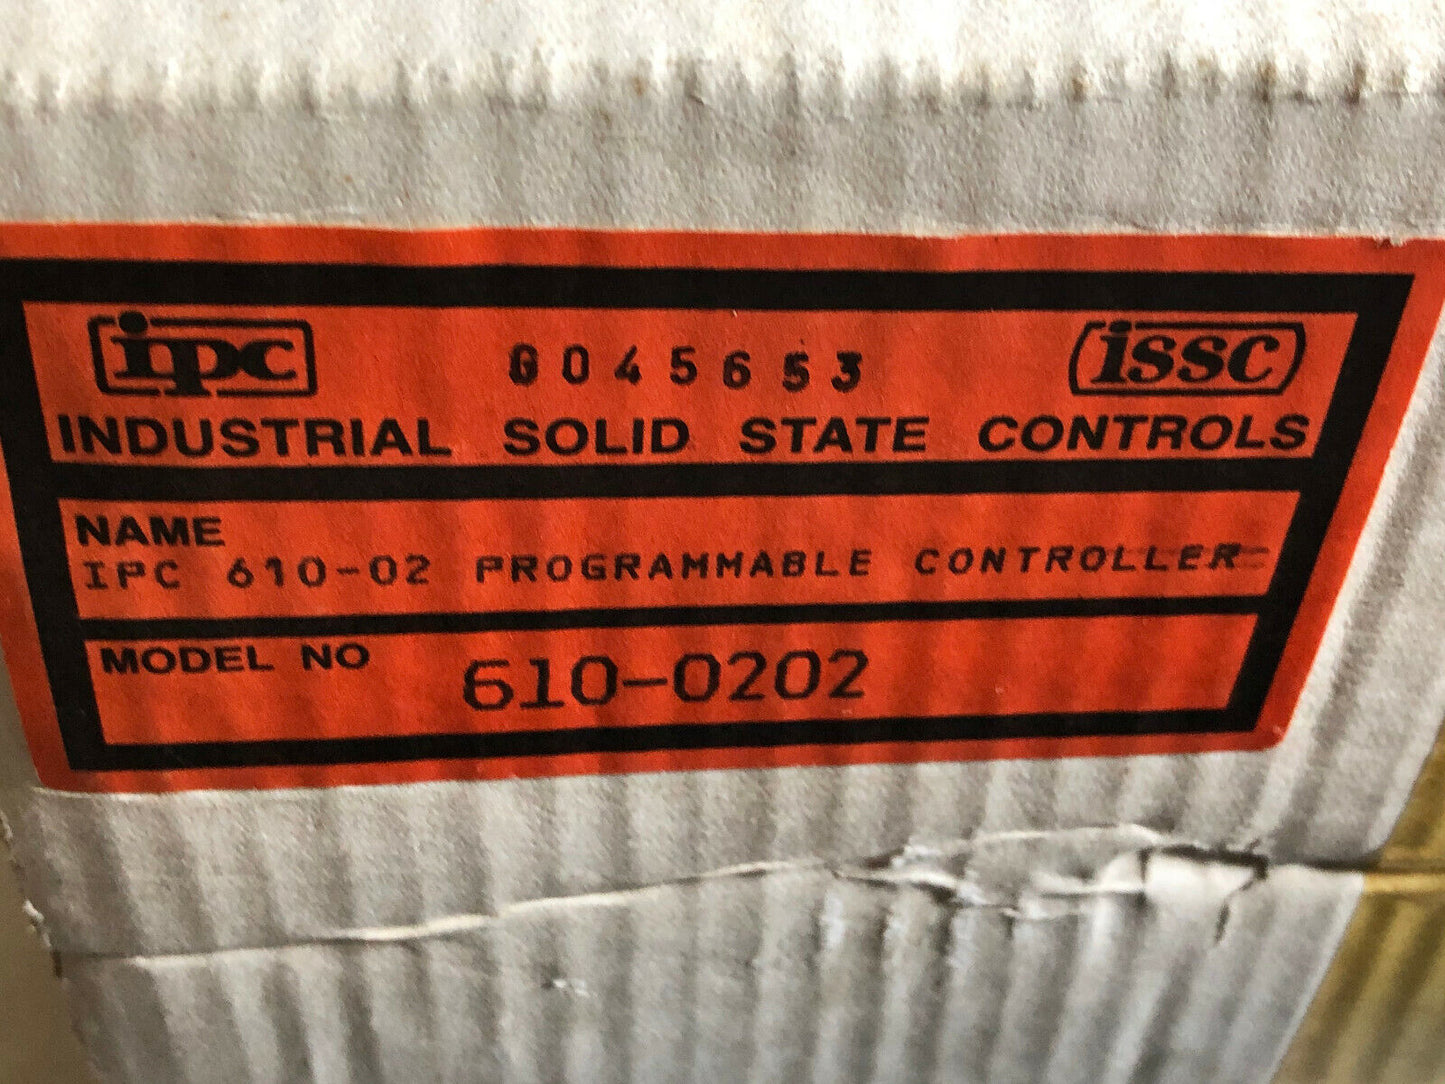 ipc 0045653 issc
INDUSTRIAL SOLID STATE CONTROLS
NAME
IPC 610-02 PROGRAMMABLE CONTROLLER
MODEL NO 610-0202